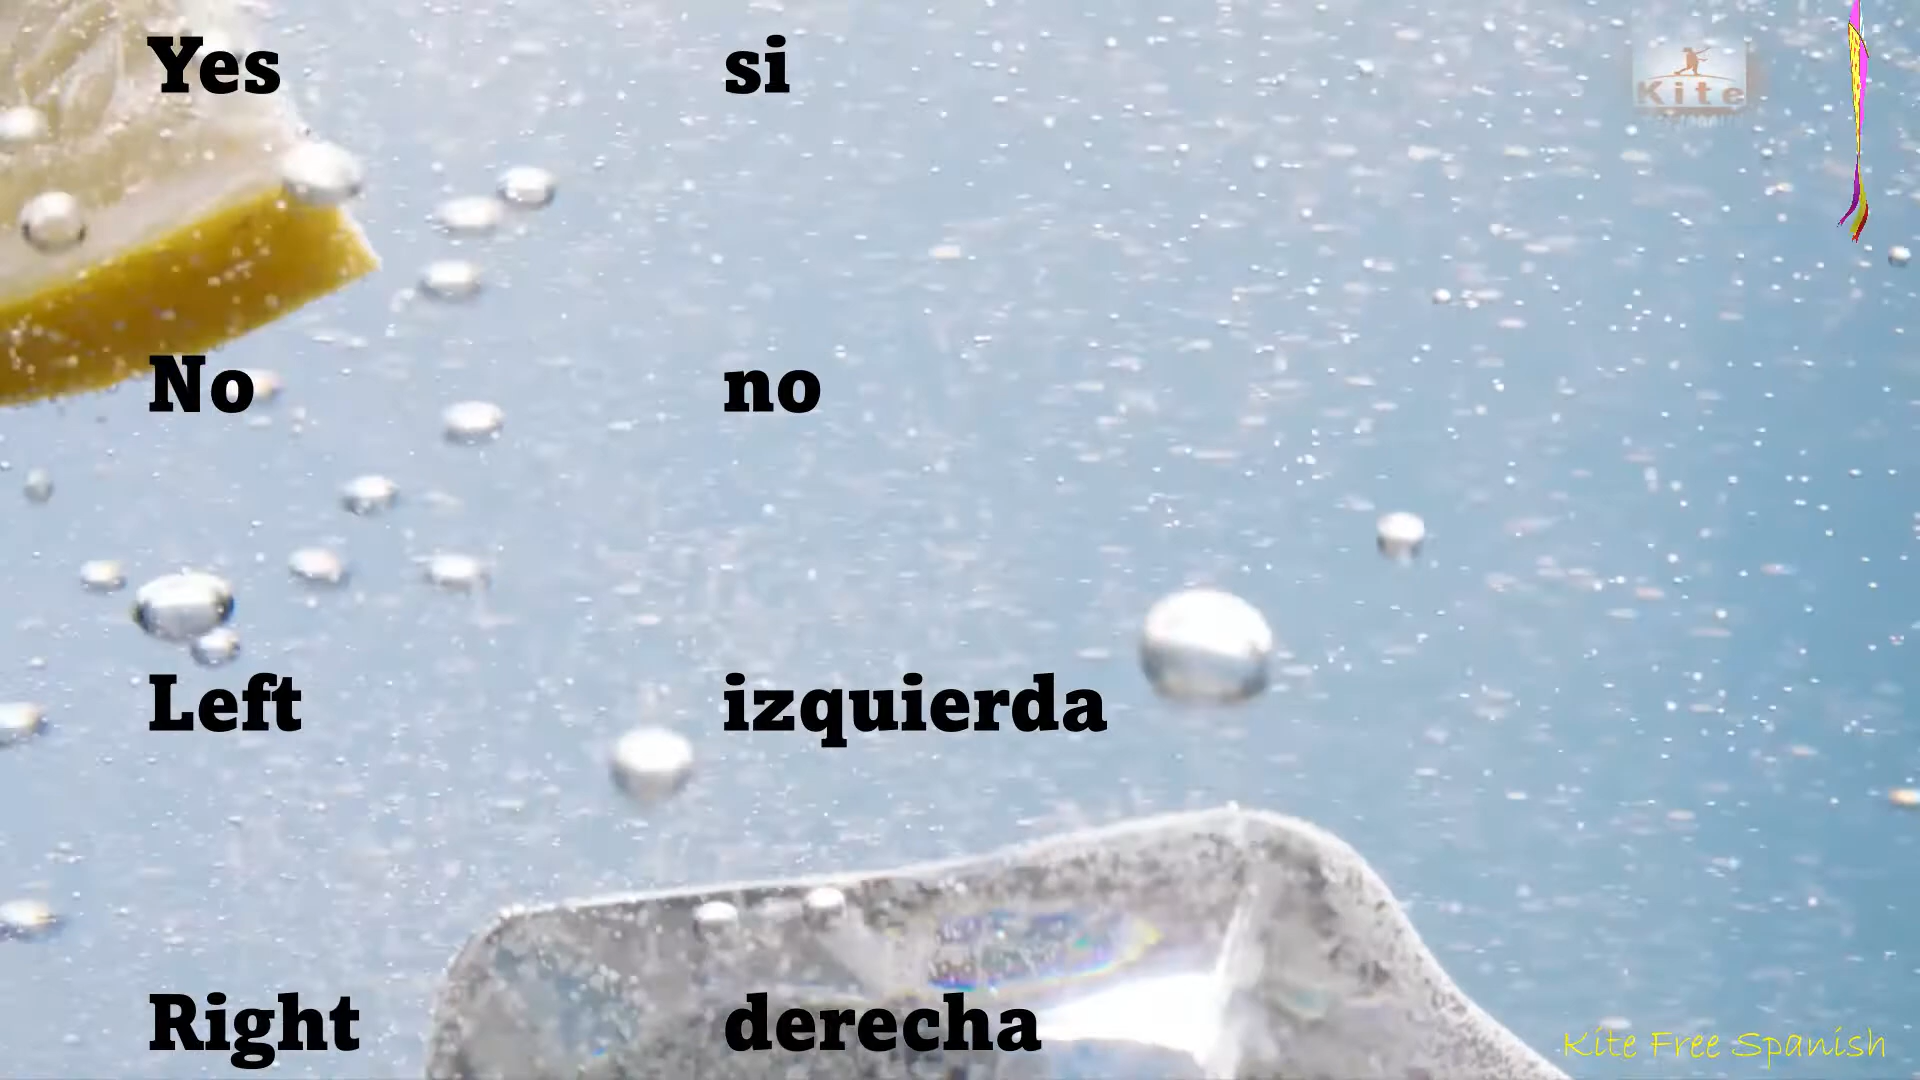 Yes si
No no
Left izquierda
Right derecha
Kite
Kite Free Spanish